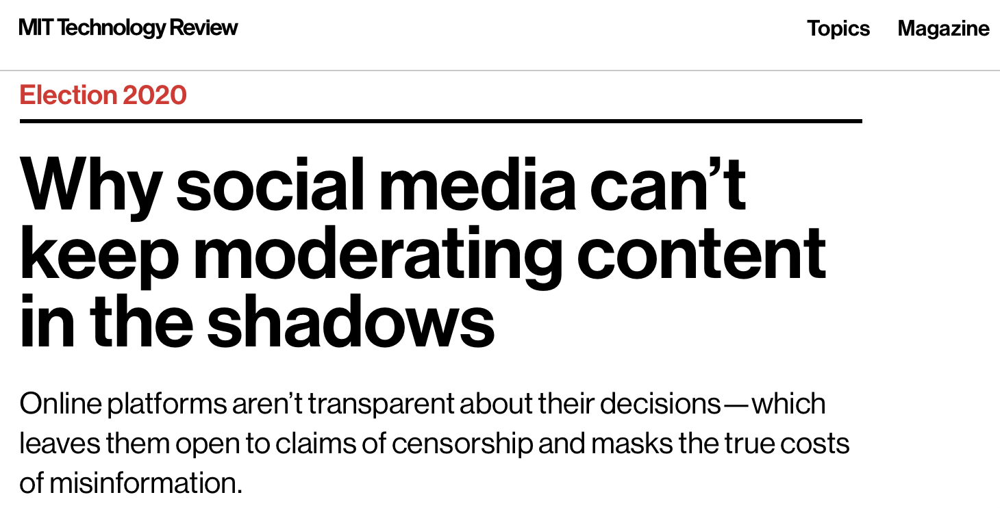 MIT Technology Review
Topics Magazine
Election 2020
Why social media can’t
keep moderating content
in the shadows
Online platforms aren’t transparent about their decisions—which
leaves them open to claims of censorship and masks the true costs
of misinformation.